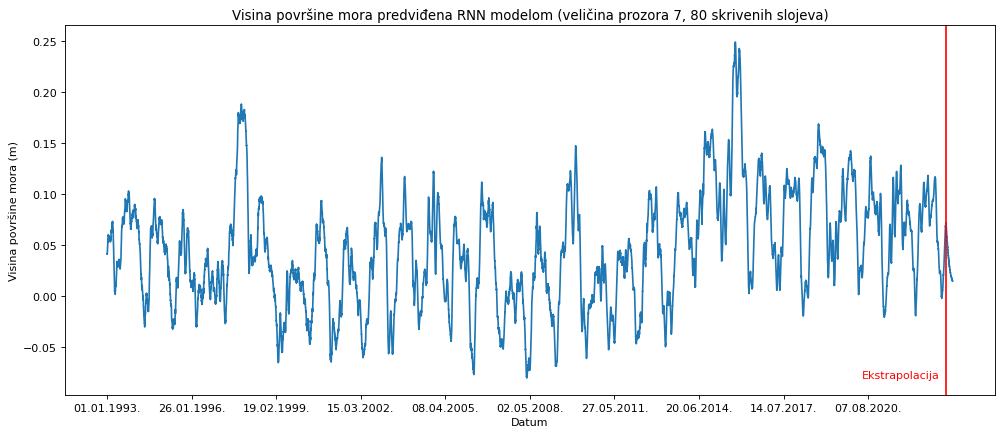 Visina površine mora predviđena RNN modelom (veličina prozora 7, 80 skrivenih slojeva)
Visina površine mora (m)
0.25
0.20
0.15
0.10
0.05
0.00
−0.05
Ekstrapolacija
01.01.1993. 26.01.1996. 19.02.1999. 15.03.2002. 08.04.2005. 02.05.2008. 27.05.2011. 20.06.2014. 14.07.2017. 07.08.2020.
Datum